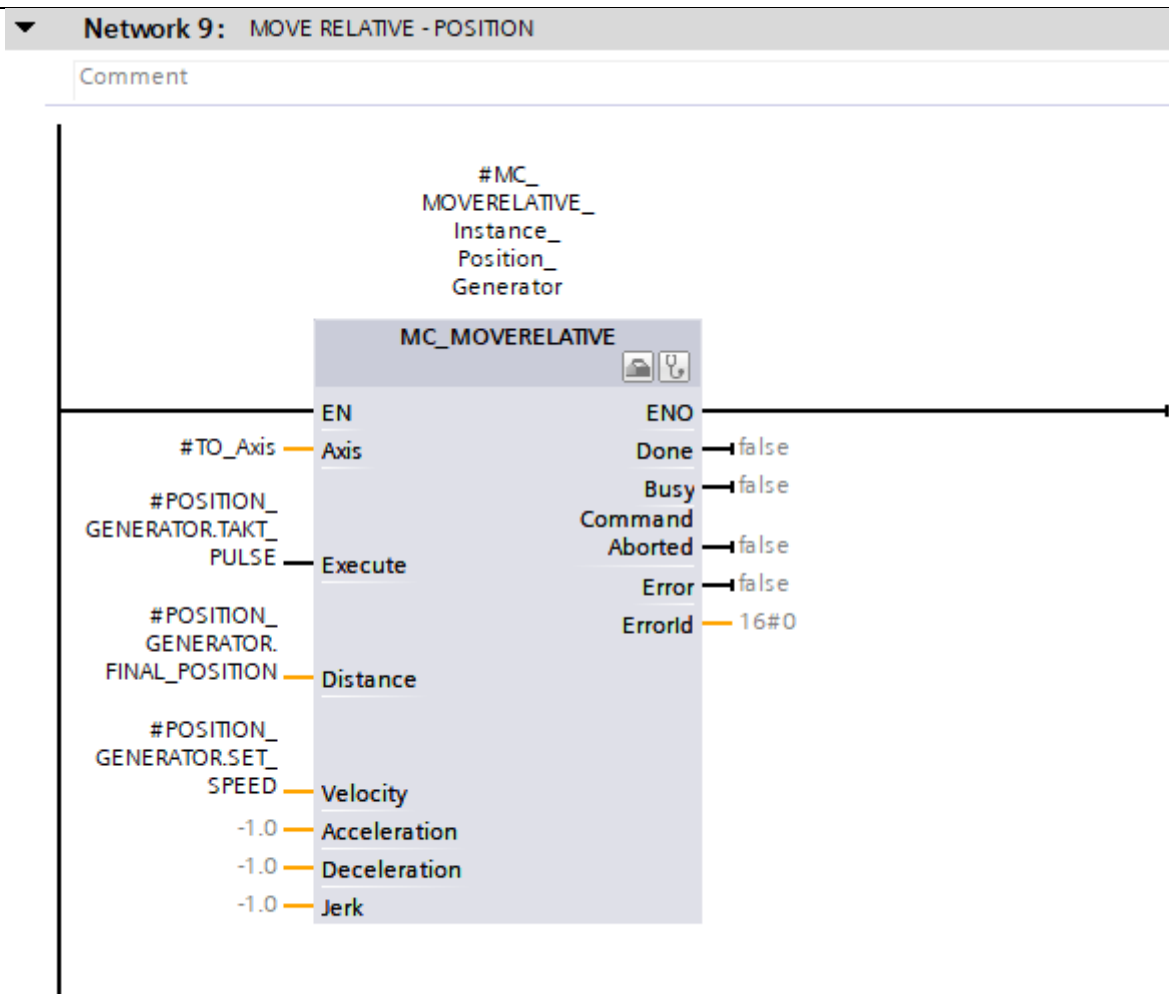 Network 9: MOVE RELATIVE - POSITION
Comment
#MC_
MOVERELATIVE_
Instance_
Position_
Generator
MC_MOVERELATIVE
EN
ENO
#TO_Axis
Axis
Done
false
Busy
false
#POSITION_
GENERATOR.TAKT_
PULSE
Execute
Command
Aborted
false
Error
false
#POSITION_
GENERATOR.
FINAL_POSITION
Distance
ErrorId
16#0
#POSITION_
GENERATOR.SET_
SPEED
Velocity
-1.0
Acceleration
-1.0
Deceleration
-1.0
Jerk